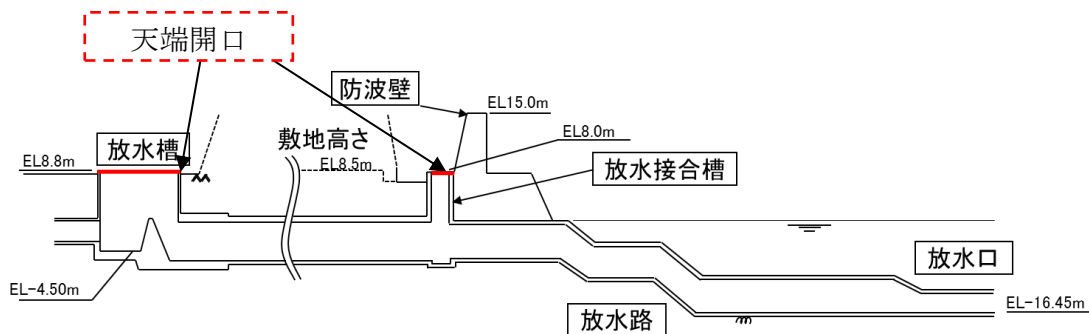 天端開口
防波壁
EL15.0m
放水槽
敷地高さ
EL8.0m
EL8.8m
EL8.5m
放水接合槽
放水口
EL-4.50m
EL-16.45m
放水路